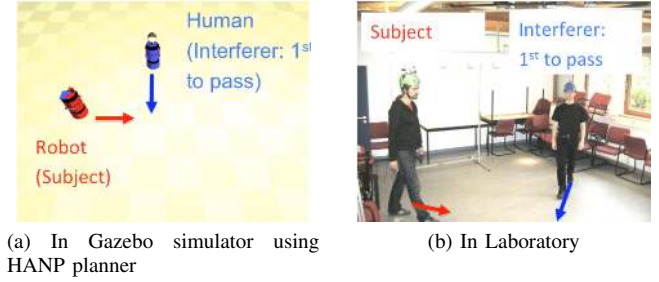 Human
(Interferer: 1st
to pass)
Robot
(Subject)
Subject
Interferer:
1st to pass
(a) In Gazebo simulator using
HANP planner
(b) In Laboratory